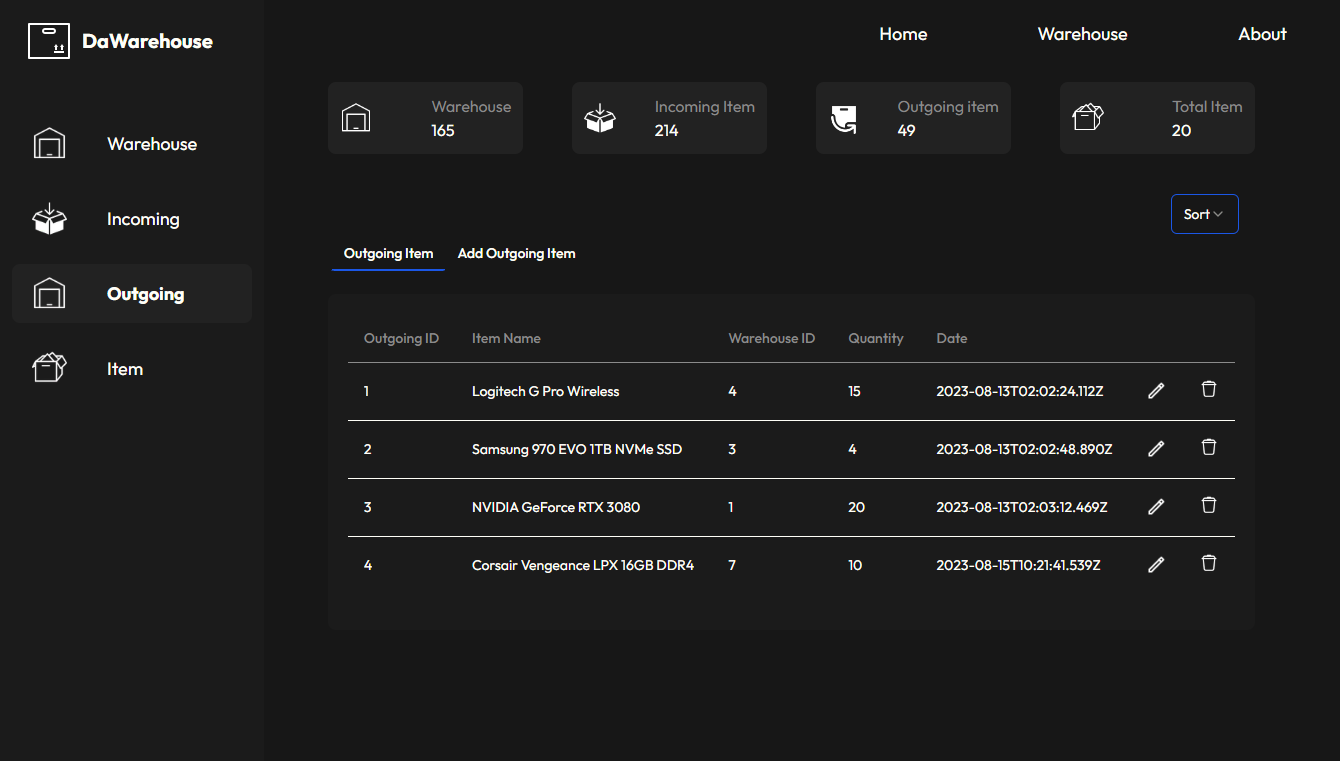 DaWarehouse
Home Warehouse About
Warehouse
165
Incoming Item
214
Outgoing item
49
Total Item
20
Warehouse
Incoming
Outgoing
Item
Sort
Outgoing Item Add Outgoing Item
Outgoing ID Item Name Warehouse ID Quantity Date
1 Logitech G Pro Wireless 4 15 2023-08-13T02:02:24.112Z
2 Samsung 970 EVO 1TB NVMe SSD 3 4 2023-08-13T02:02:48.890Z
3 NVIDIA GeForce RTX 3080 1 20 2023-08-13T02:03:12.469Z
4 Corsair Vengeance LPX 16GB DDR4 7 10 2023-08-15T10:21:41.539Z